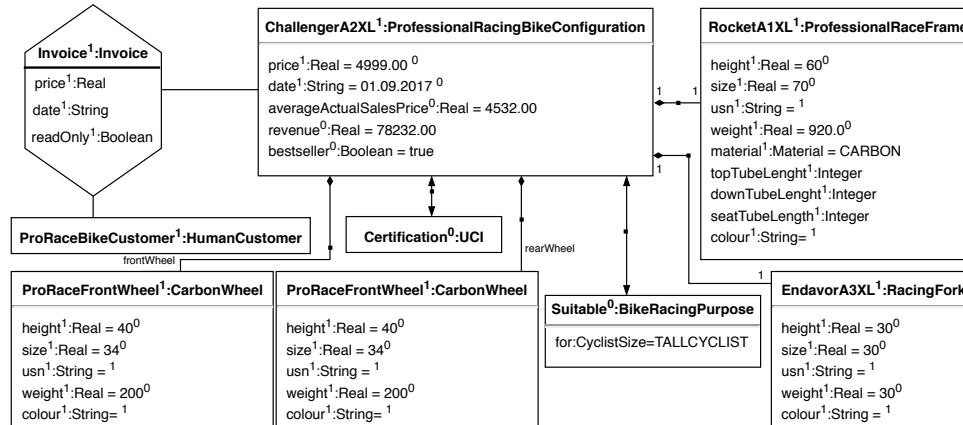 Invoice¹:Invoice
price¹:Real
date¹:String
readOnly¹:Boolean
ChallengerA2XL¹:ProfessionalRacingBikeConfiguration
price¹:Real = 4999.00 ⁰
date¹:String = 01.09.2017 ⁰
averageActualSalesPrice⁰:Real = 4532.00
revenue⁰:Real = 78232.00
bestseller⁰:Boolean = true
1
1
1
RocketA1XL¹:ProfessionalRaceFrame
height¹:Real = 60⁰
size¹:Real = 70⁰
usn¹:String = ¹
weight¹:Real = 920.0⁰
material¹:Material = CARBON
topTubeLenght¹:Integer
downTubeLenght¹:Integer
seatTubeLength¹:Integer
colour¹:String= ¹
ProRaceBikeCustomer¹:HumanCustomer
Certification⁰:UCI
frontWheel
rearWheel
1
ProRaceFrontWheel¹:CarbonWheel
height¹:Real = 40⁰
size¹:Real = 34⁰
usn¹:String = ¹
weight¹:Real = 200⁰
colour¹:String= ¹
ProRaceFrontWheel¹:CarbonWheel
height¹:Real = 40⁰
size¹:Real = 34⁰
usn¹:String = ¹
weight¹:Real = 200⁰
colour¹:String= ¹
Suitable⁰:BikeRacingPurpose
for:CyclistSize=TALLCYCLIST
EndavorA3XL¹:RacingFork
height¹:Real = 30⁰
size¹:Real = 30⁰
usn¹:String = ¹
weight¹:Real = 30⁰
colour¹:String= ¹